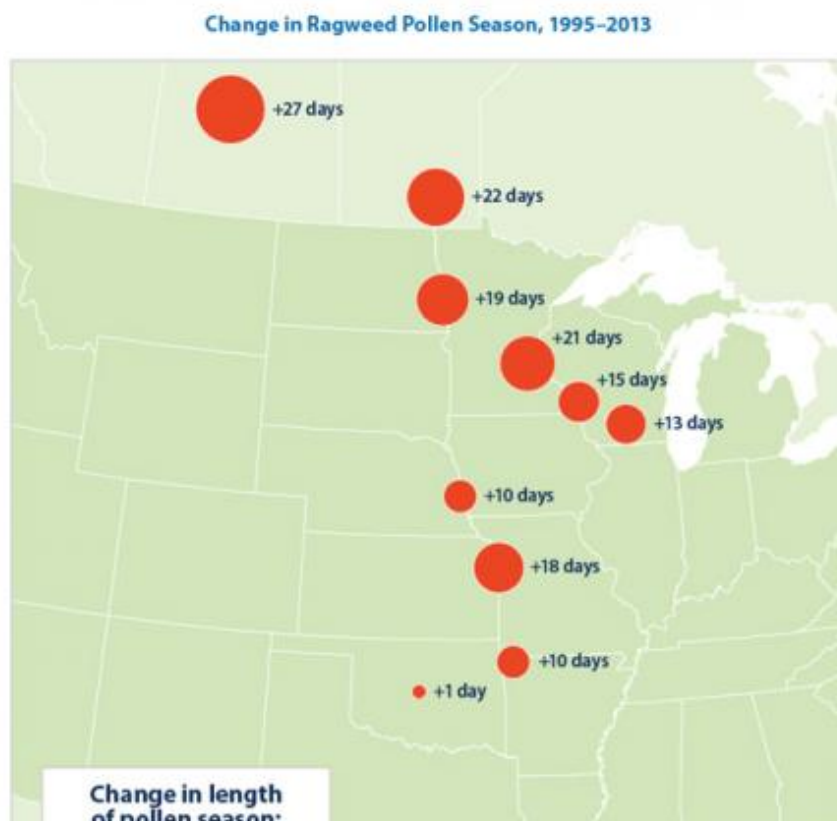 Change in Ragweed Pollen Season, 1995–2013
+27 days
+22 days
+19 days
+21 days
+15 days
+13 days
+10 days
+18 days
+10 days
+1 day
Change in length
of pollen season: